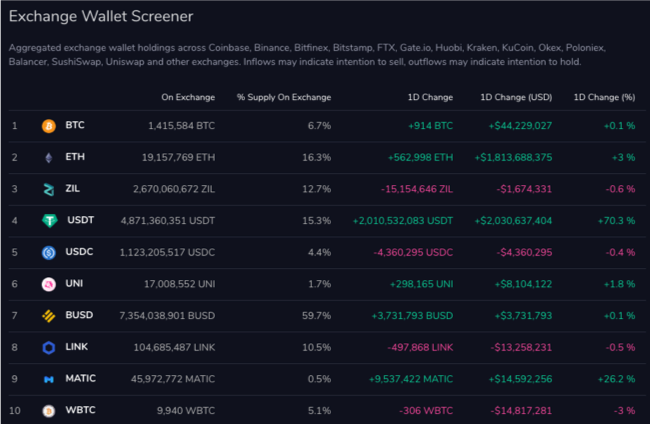 Exchange Wallet Screener
Aggregated exchange wallet holdings across Coinbase, Binance, Bitfinex, Bitstamp, FTX, Gate.io, Huobi, Kraken, KuCoin, Okex, Poloniex,
Balancer, SushiSwap, Uniswap and other exchanges. Inflows may indicate intention to sell, outflows may indicate intention to hold.
On Exchange % Supply On Exchange 1D Change 1D Change (USD) 1D Change (%)
1 BTC 1,415,584 BTC 6.7% +914 BTC +$44,229,027 +0.1 %
2 ETH 19,157,769 ETH 16.3% +562,998 ETH +$1,813,688,375 +3 %
3 ZIL 2,670,060,672 ZIL 12.7% -15,154,646 ZIL -$1,674,331 -0.6 %
4 USDT 4,871,360,351 USDT 15.3% +2,010,532,083 USDT +$2,030,637,404 +70.3 %
5 USDC 1,123,205,517 USDC 4.4% -4,360,295 USDC -$4,360,295 -0.4 %
6 UNI 17,008,552 UNI 1.7% +298,165 UNI +$8,104,122 +1.8 %
7 BUSD 7,354,038,901 BUSD 59.7% +3,731,793 BUSD +$3,731,793 +0.1 %
8 LINK 104,685,487 LINK 10.5% -497,868 LINK -$13,258,231 -0.5 %
9 MATIC 45,972,772 MATIC 0.5% +9,537,422 MATIC +$14,592,256 +26.2 %
10 WBTC 9,940 WBTC 5.1% -306 WBTC -$14,817,281 -3 %